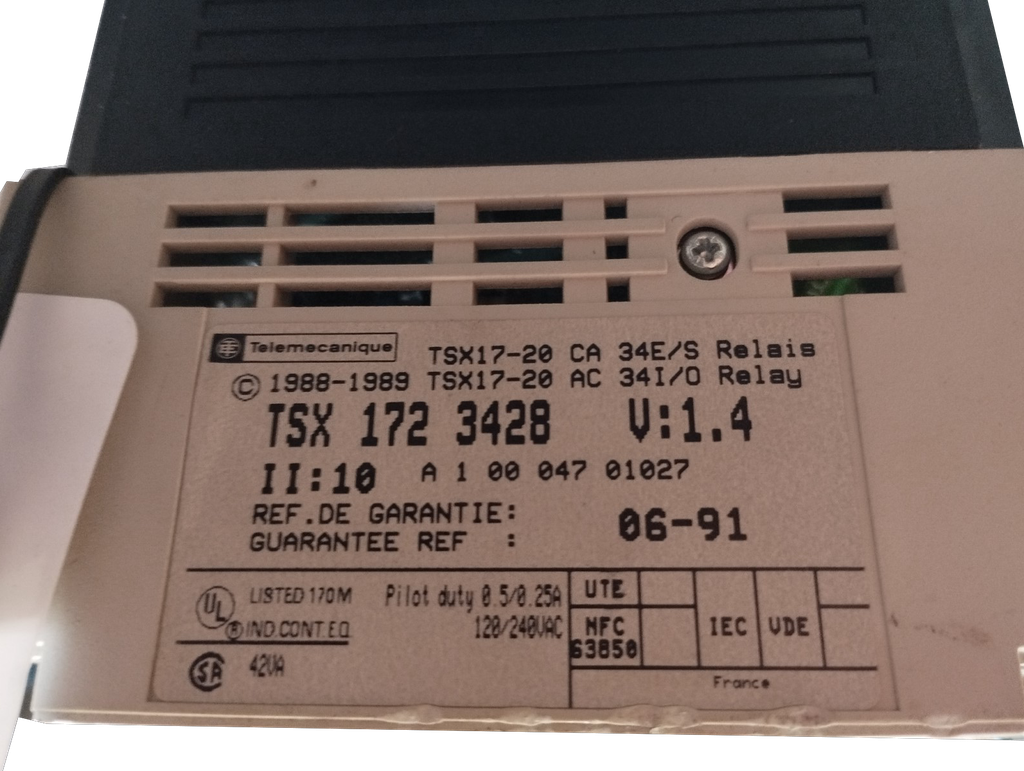 Telemecanique TSX17-20 CA 34E/S Relais
© 1988-1989 TSX17-20 AC 34I/O Relay
TSX 172 3428 V:1.4
II:10 A 1 00 047 01027
REF.DE GARANTIE:
GUARANTEE REF : 06-91
UL LISTED 170M Pilot duty 0.5/0.25A UTE
® IND.CONT.EQ 120/240VAC NFC 63850 IEC VDE
SA 42VA
France